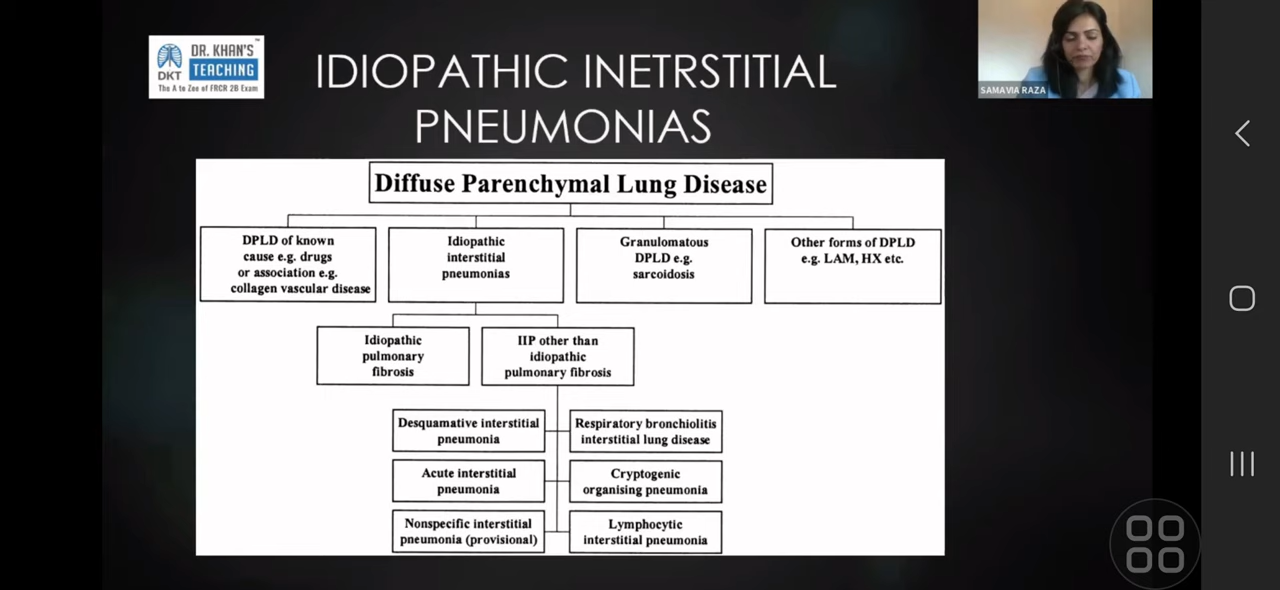 DR. KHAN'S
TEACHING
DKT
The A to Zee of FRCR 2B Exam
IDIOPATHIC INETRSTITIAL
PNEUMONIAS
SAMAVIA RAZA
Diffuse Parenchymal Lung Disease
DPLD of known
cause e.g. drugs
or association e.g.
collagen vascular disease
Idiopathic
interstitial
pneumonias
Granulomatous
DPLD e.g.
sarcoidosis
Other forms of DPLD
e.g. LAM, HX etc.
Idiopathic
pulmonary
fibrosis
IIP other than
idiopathic
pulmonary fibrosis
Desquamative interstitial
pneumonia
Respiratory bronchiolitis
interstitial lung disease
Acute interstitial
pneumonia
Cryptogenic
organising pneumonia
Nonspecific interstitial
pneumonia (provisional)
Lymphocytic
interstitial pneumonia